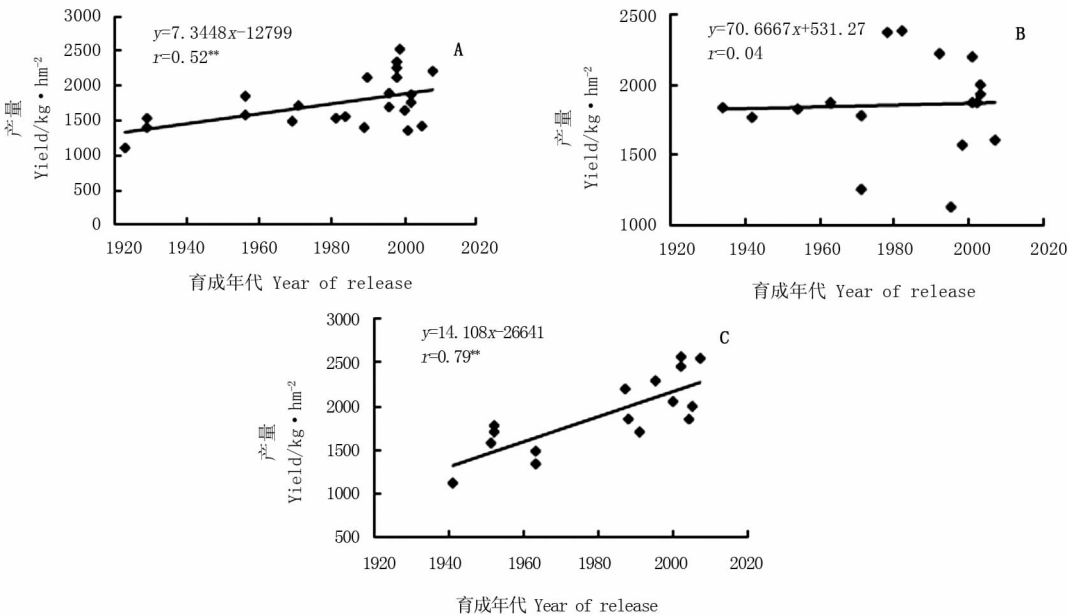 y=7.3448x-12799
r=0.52**
A
3000
2500
2000
1500
1000
500
0
产量
Yield/kg·hm-2
1920 1940 1960 1980 2000 2020
育成年代 Year of release
y=70.6667x+531.27
r=0.04
B
2500
2000
1500
1000
产量
Yield/kg·hm-2
1920 1940 1960 1980 2000 2020
育成年代 Year of release
y=14.108x-26641
r=0.79**
C
3000
2500
2000
1500
1000
500
产量
Yield/kg·hm-2
1920 1940 1960 1980 2000 2020
育成年代 Year of release